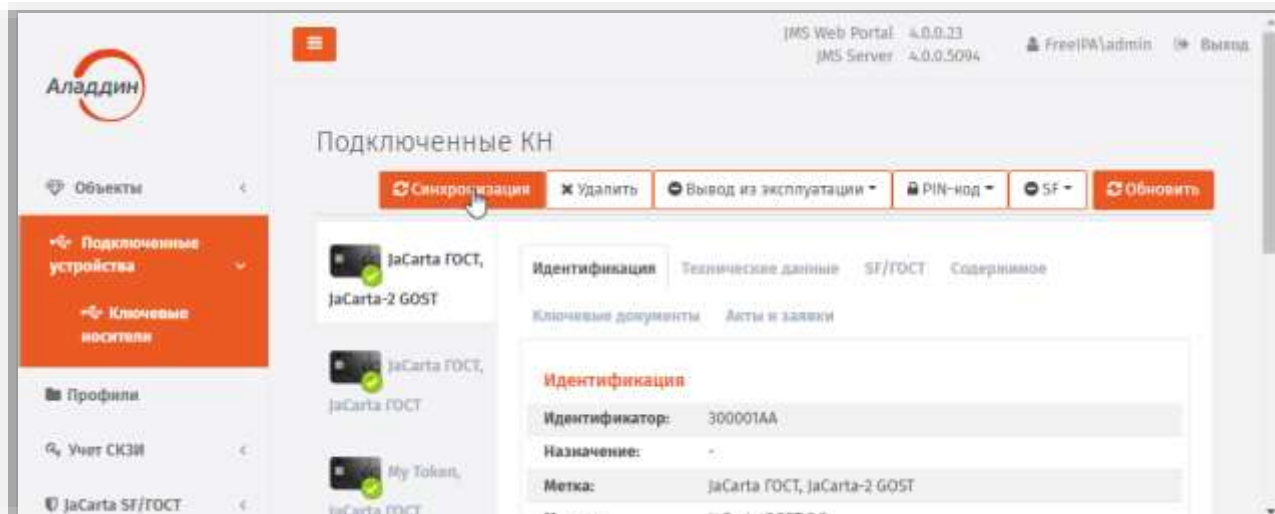 JMS Web Portal 4.0.0.23
JMS Server 4.0.0.5094
FreeIPA\admin Выход
Аладдин
Подключенные КН
Объекты
Синхронизация Удалить Вывод из эксплуатации PIN-код SF Обновить
Подключенные устройства
Ключевые носители
Профили
Учет СКЗИ
JaCarta SF/ГОСТ
JaCarta ГОСТ,
JaCarta-2 GOST
JaCarta ГОСТ,
JaCarta ГОСТ
My Token,
JaCarta ГОСТ
Идентификация Технические данные SF/ГОСТ Содержимое
Ключевые документы Акты и заявки
Идентификация
Идентификатор: 300001AA
Назначение: -
Метка: JaCarta ГОСТ, JaCarta-2 GOST